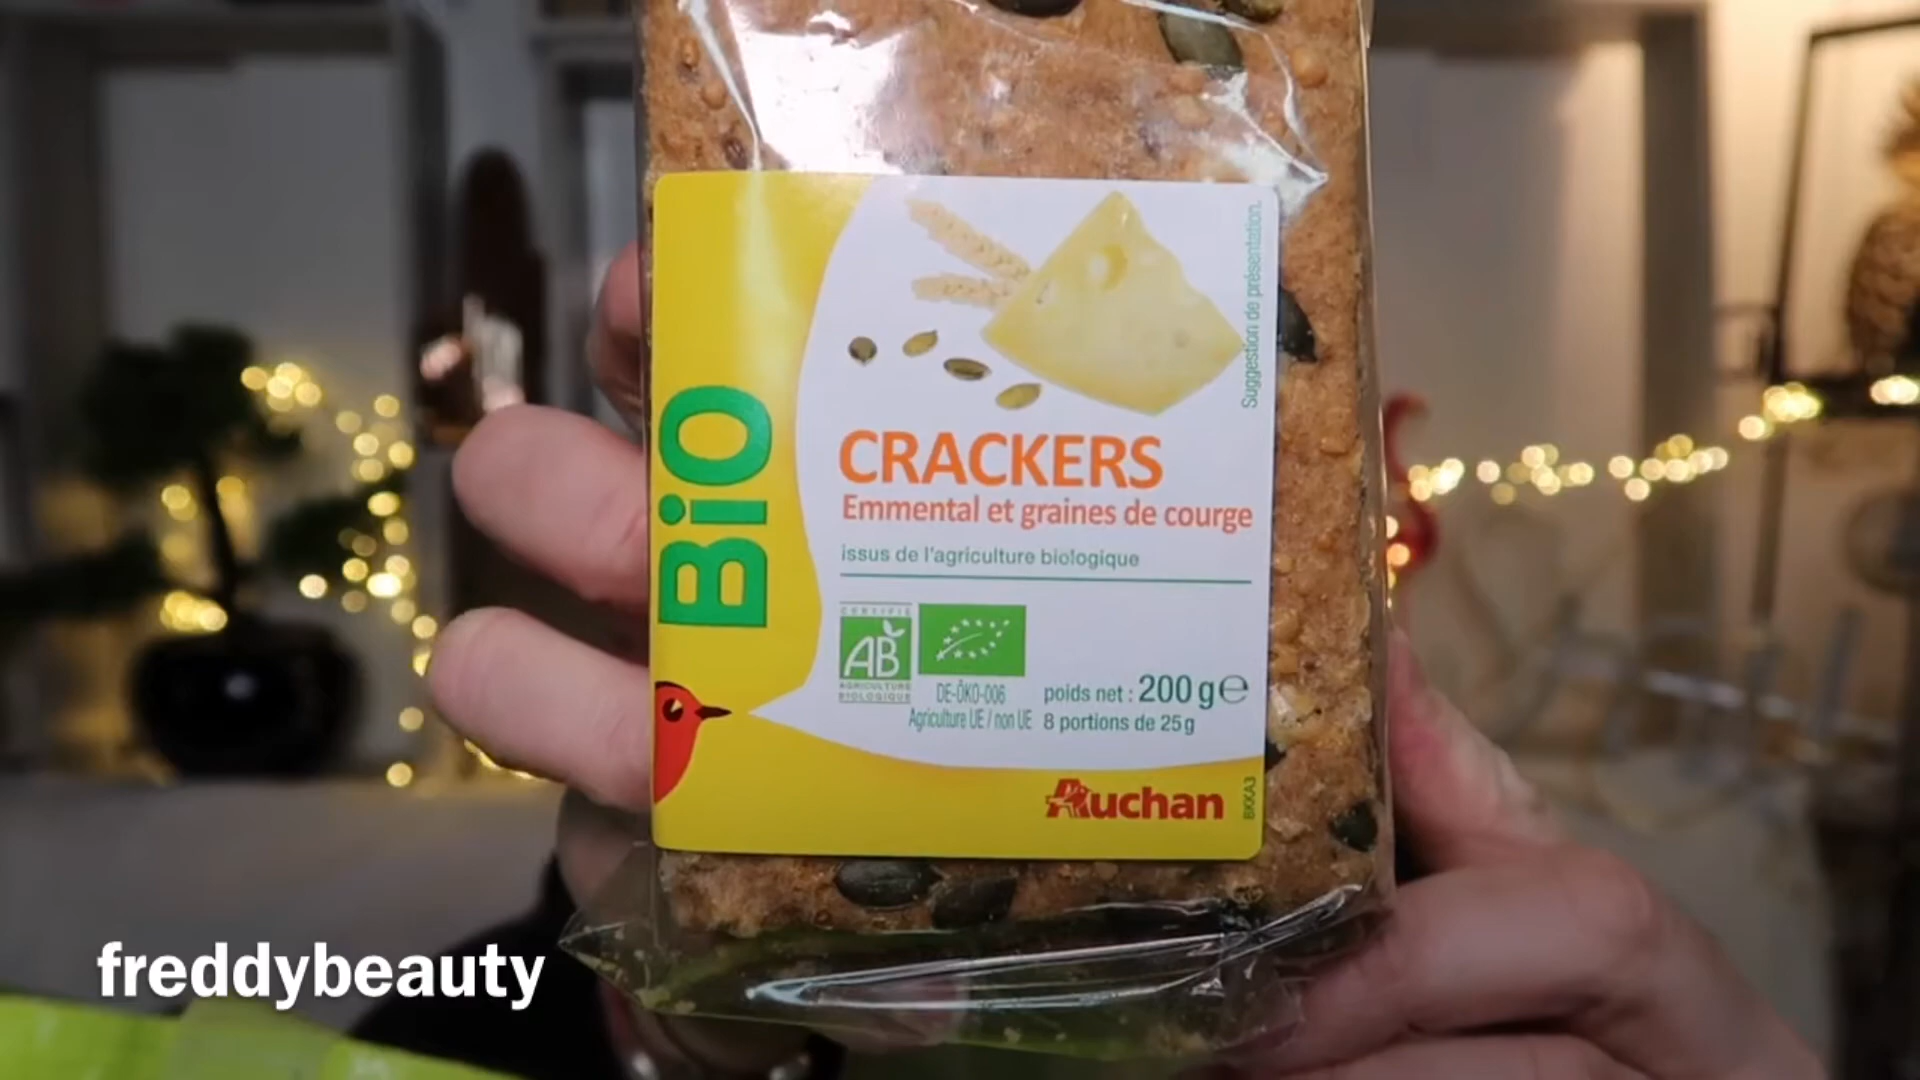 Suggestion de présentation.
BiO
CRACKERS
Emmental et graines de courge
issus de l'agriculture biologique
CERTIFIÉ
AB
AGRICULTURE
BIOLOGIQUE
DE-ÖKO-006
Agriculture UE / non UE
poids net : 200 g e
8 portions de 25 g
Auchan
freddybeauty